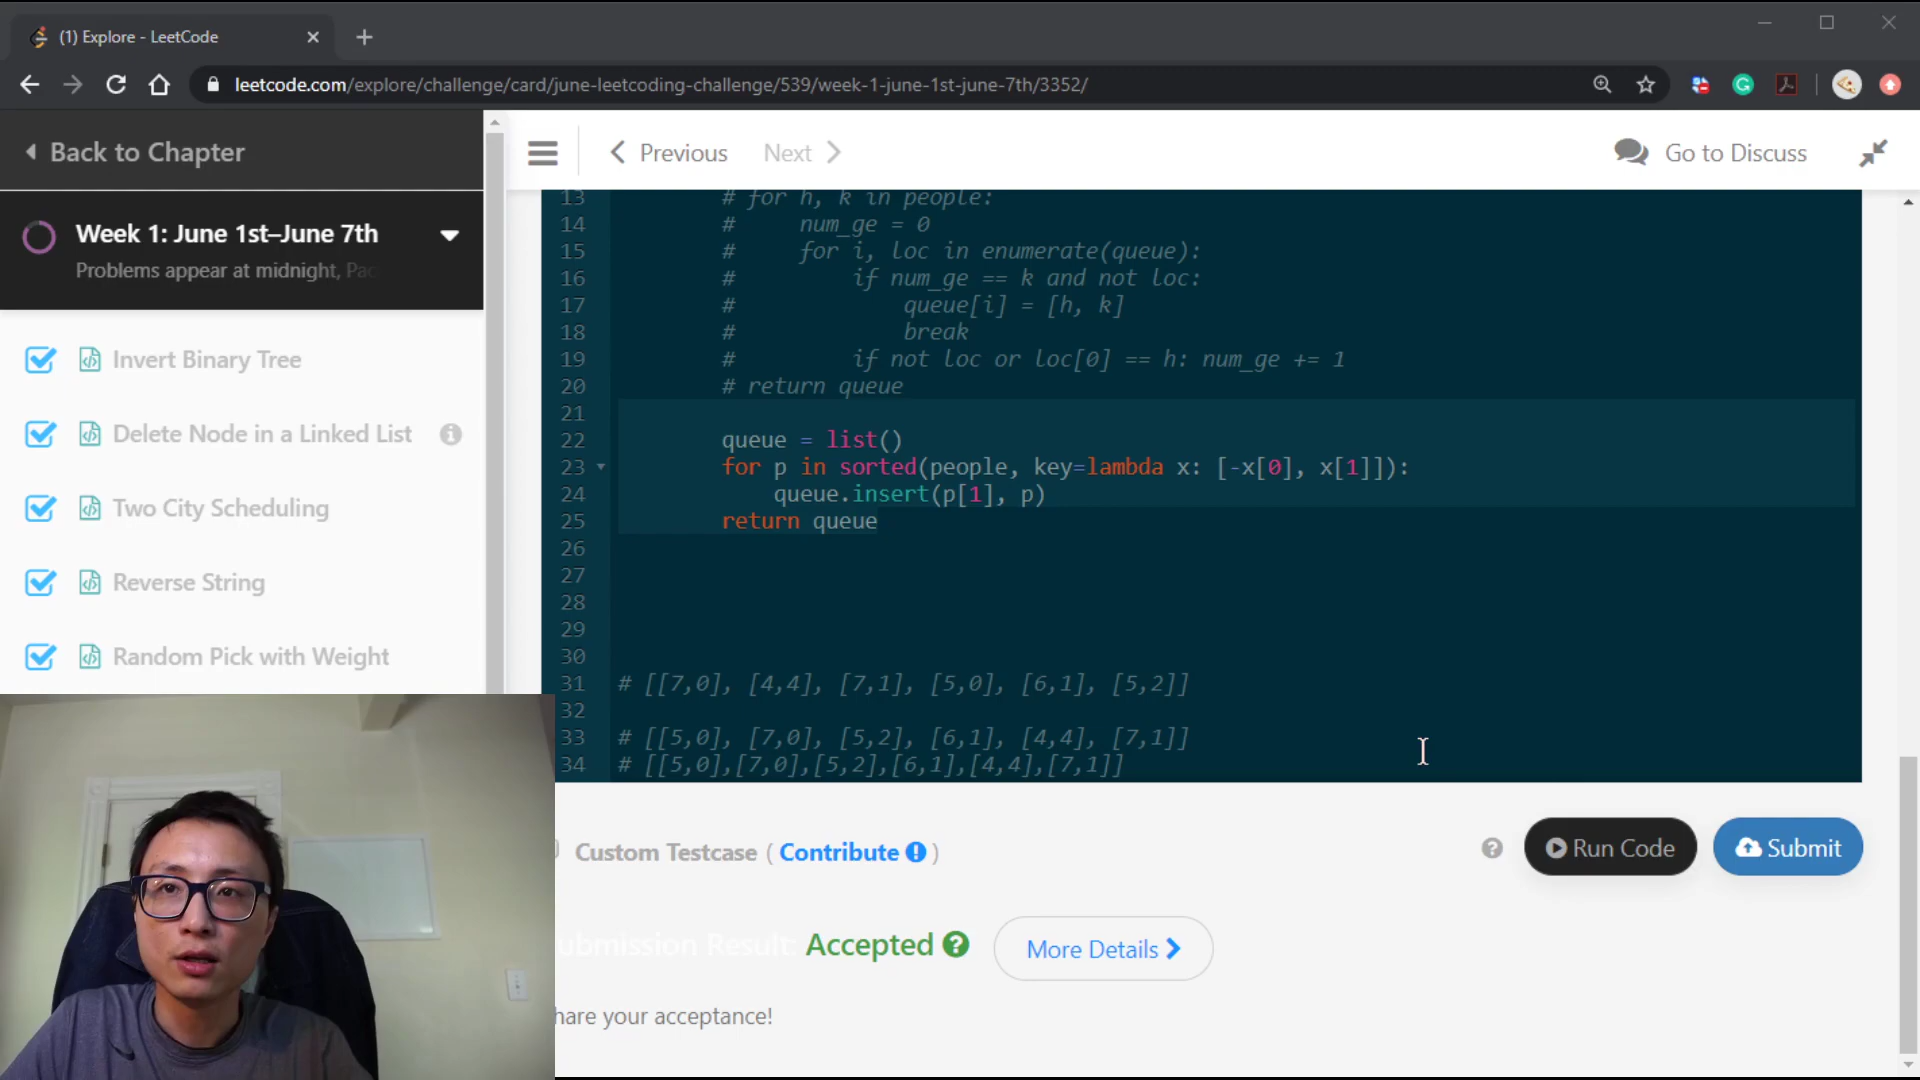 (1) Explore - LeetCode
leetcode.com/explore/challenge/card/june-leetcoding-challenge/539/week-1-june-1st-june-7th/3352/
Back to Chapter
Previous
Next
Go to Discuss
Week 1: June 1st–June 7th
Problems appear at midnight, Pac
Invert Binary Tree
Delete Node in a Linked List
Two City Scheduling
Reverse String
Random Pick with Weight
13 # for h, k in people:
14 #     num_ge = 0
15 #     for i, loc in enumerate(queue):
16 #         if num_ge == k and not loc:
17 #             queue[i] = [h, k]
18 #             break
19 #         if not loc or loc[0] == h: num_ge += 1
20 # return queue
21
22 queue = list()
23 for p in sorted(people, key=lambda x: [-x[0], x[1]]):
24     queue.insert(p[1], p)
25 return queue
26
27
28
29
30
31 # [[7,0], [4,4], [7,1], [5,0], [6,1], [5,2]]
32
33 # [[5,0], [7,0], [5,2], [6,1], [4,4], [7,1]]
34 # [[5,0],[7,0],[5,2],[6,1],[4,4],[7,1]]
Custom Testcase ( Contribute )
Run Code
Submit
ubmission Result: Accepted
More Details
hare your acceptance!